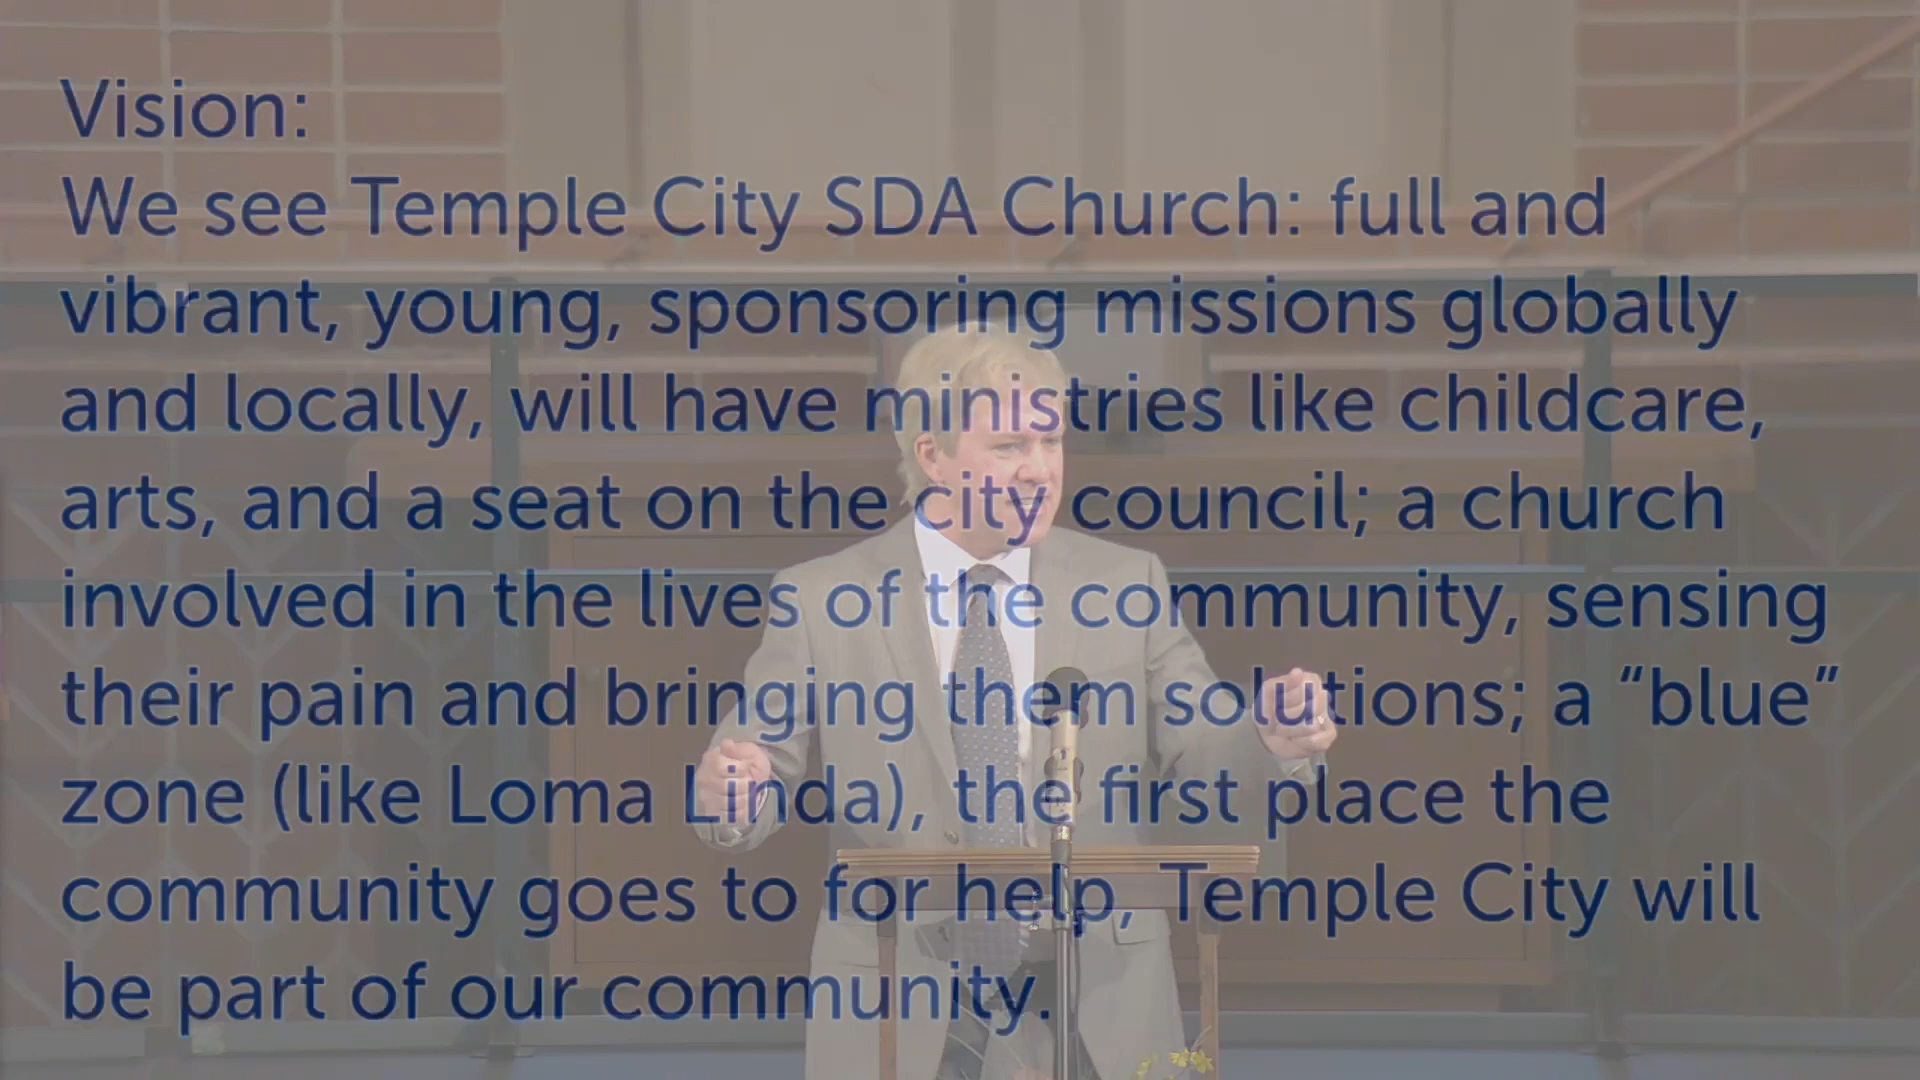 Vision:
We see Temple City SDA Church: full and
vibrant, young, sponsoring missions globally
and locally, will have ministries like childcare,
arts, and a seat on the city council; a church
involved in the lives of the community, sensing
their pain and bringing them solutions; a “blue”
zone (like Loma Linda), the first place the
community goes to for help, Temple City will
be part of our community.